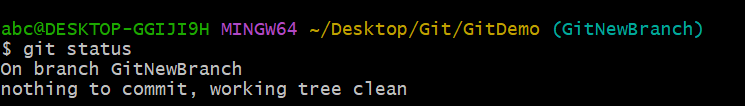 abc@DESKTOP-GGIJI9H MINGW64 ~/Desktop/Git/GitDemo (GitNewBranch)
$ git status
On branch GitNewBranch
nothing to commit, working tree clean